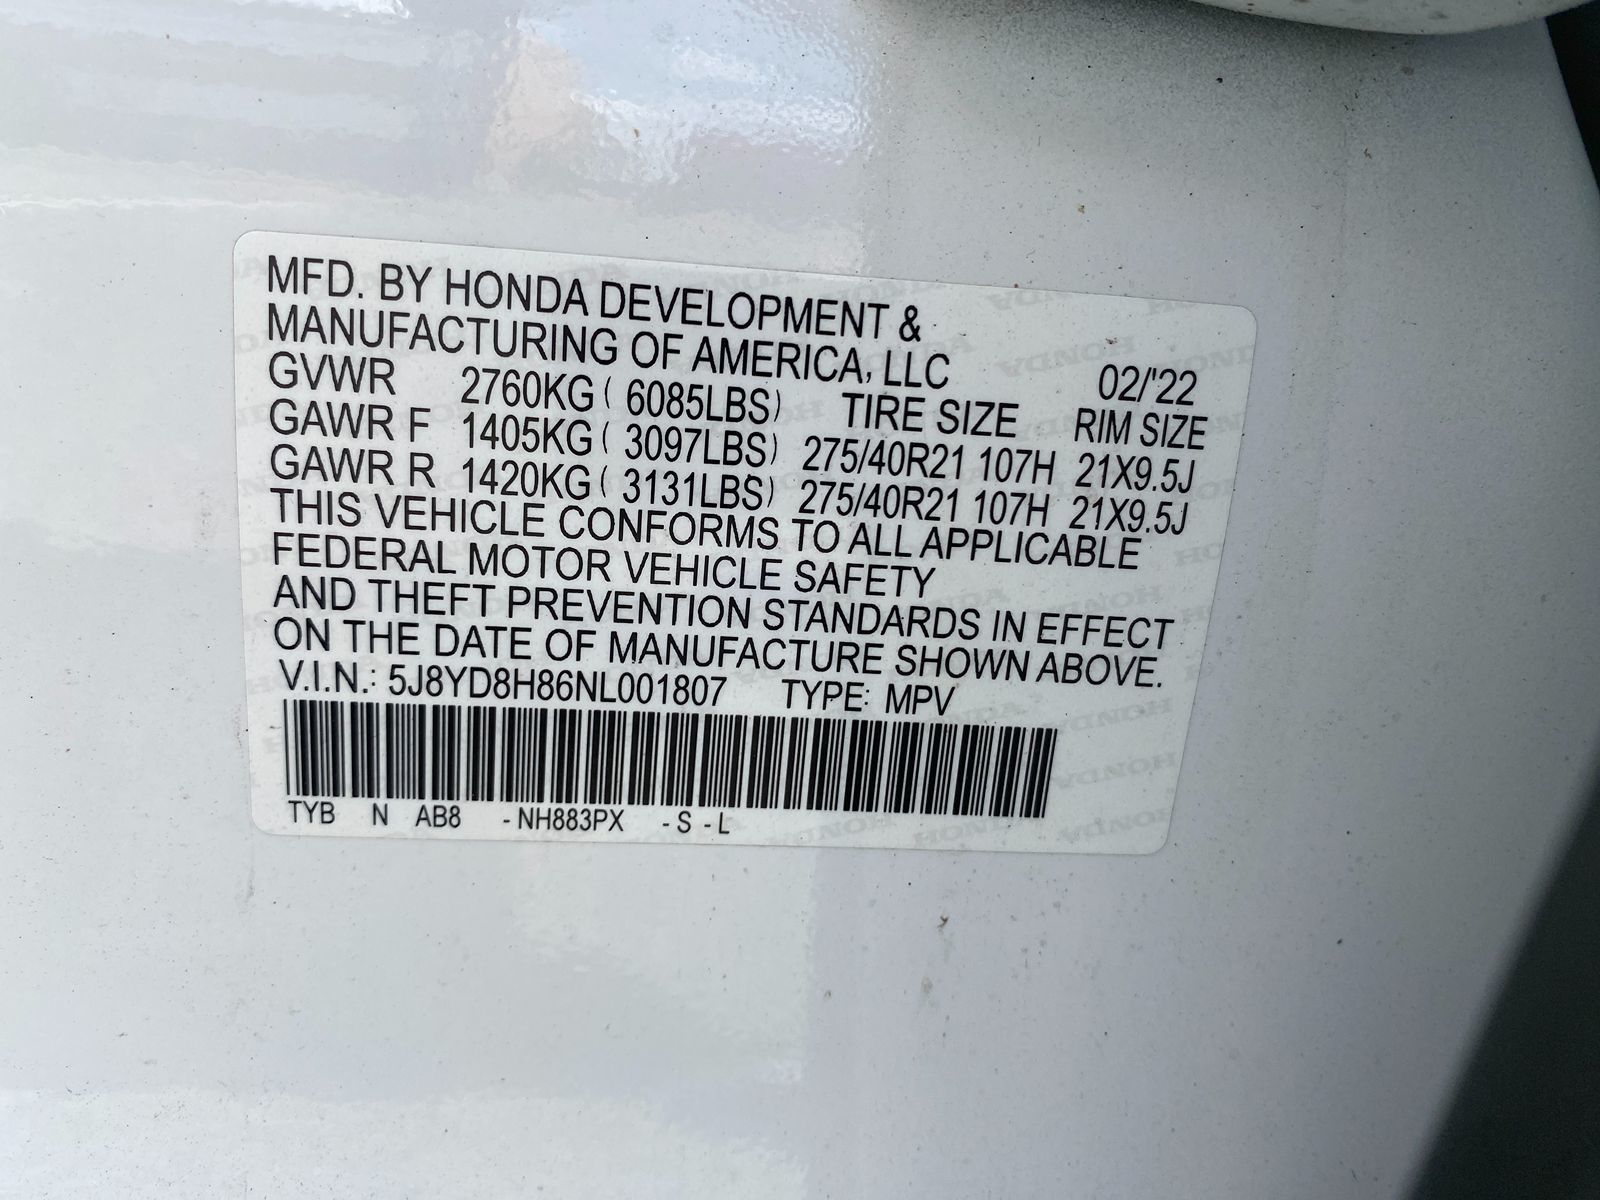 MFD. BY HONDA DEVELOPMENT &
MANUFACTURING OF AMERICA, LLC 02/'22
GVWR 2760KG ( 6085LBS) TIRE SIZE RIM SIZE
GAWR F 1405KG ( 3097LBS) 275/40R21 107H 21X9.5J
GAWR R 1420KG ( 3131LBS) 275/40R21 107H 21X9.5J
THIS VEHICLE CONFORMS TO ALL APPLICABLE
FEDERAL MOTOR VEHICLE SAFETY
AND THEFT PREVENTION STANDARDS IN EFFECT
ON THE DATE OF MANUFACTURE SHOWN ABOVE.
V.I.N.: 5J8YD8H86NL001807 TYPE: MPV
TYB N AB8 - NH883PX - S - L